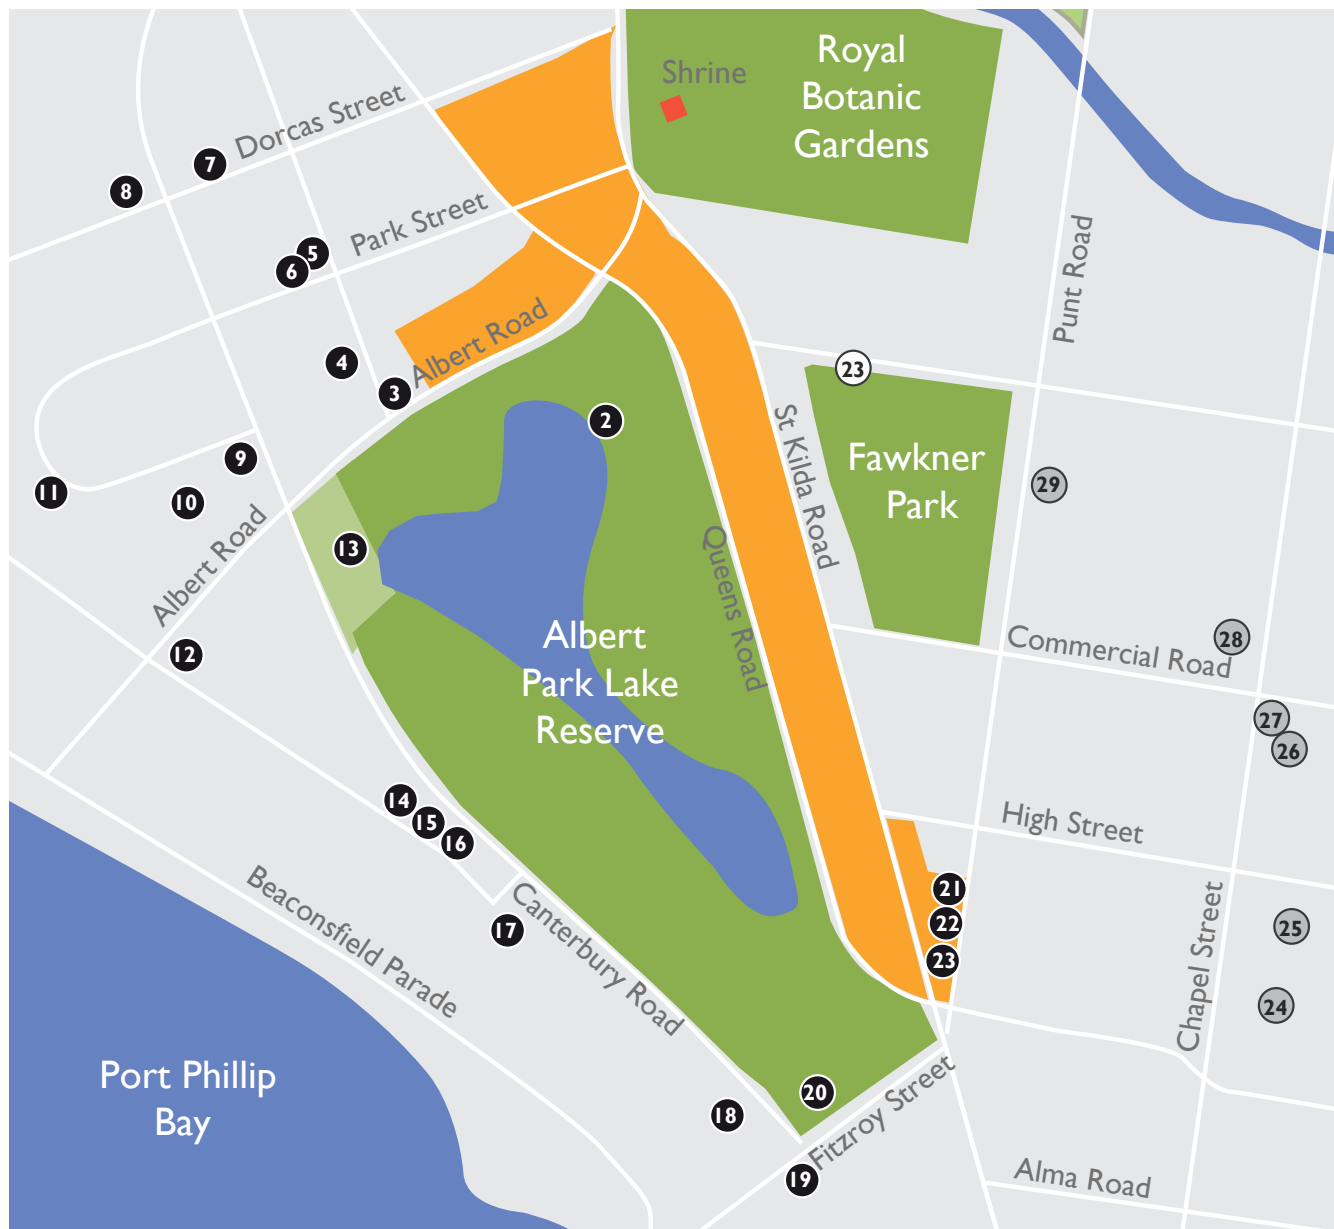 Royal
Botanic
Gardens
Shrine
Dorcas Street
7
8
Park Street
5
6
Punt Road
Albert Road
4
3
23
2
St Kilda Road
Fawkner
Park
29
9
11
10
Albert Road
13
Queens Road
12
Albert
Park Lake
Reserve
Commercial Road
28
27
26
14
15
16
High Street
Beaconsfield Parade
Canterbury Road
17
21
22
23
Chapel Street
25
24
Port Phillip
Bay
18
20
Fitzroy Street
19
Alma Road